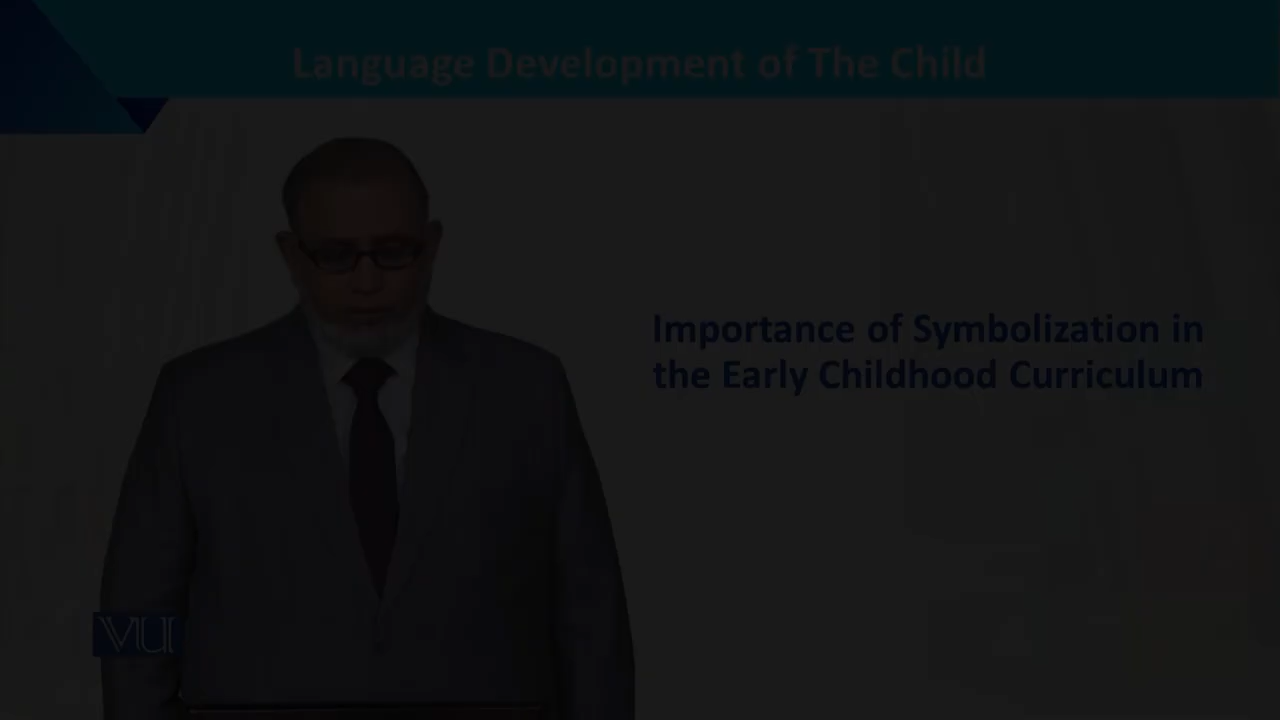 Language Development of The Child
Importance of Symbolization in
the Early Childhood Curriculum
VU